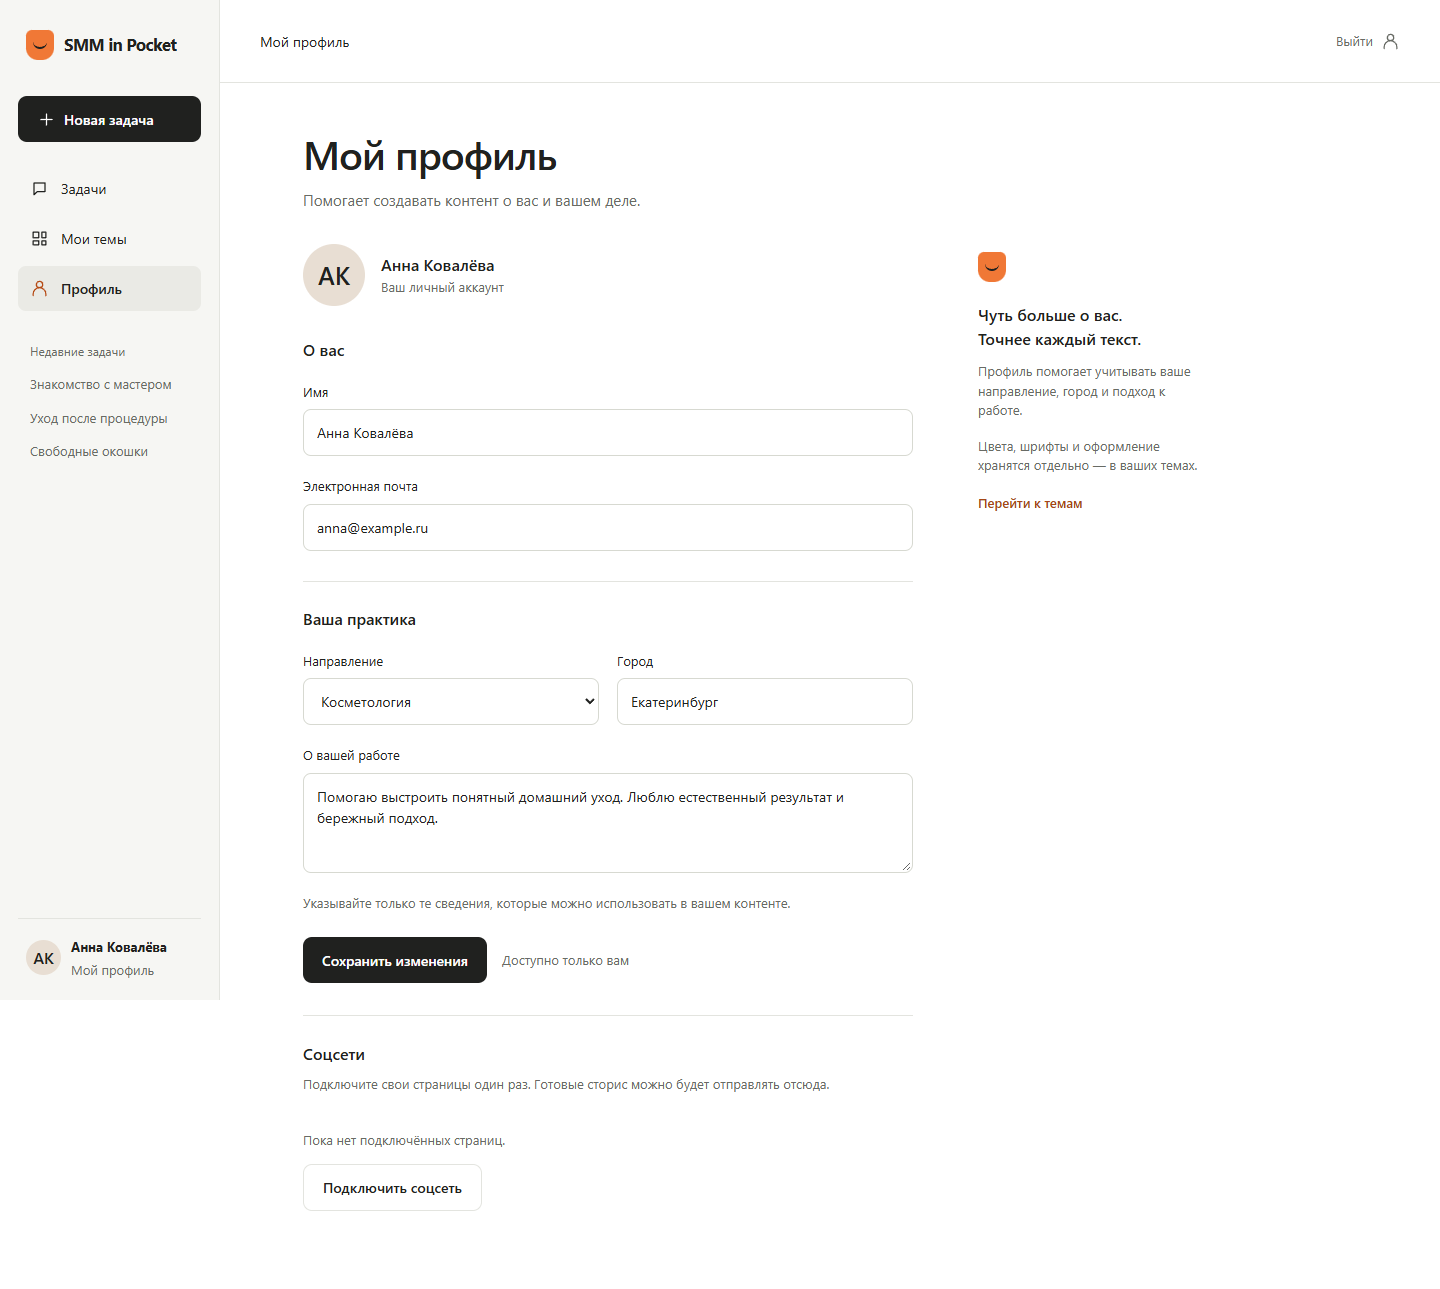 SMM in Pocket
Новая задача
Задачи
Мои темы
Профиль
Недавние задачи
Знакомство с мастером
Уход после процедуры
Свободные окошки
АК
Анна Ковалёва
Мой профиль
Мой профиль
Выйти
Мой профиль
Помогает создавать контент о вас и вашем деле.
АК
Анна Ковалёва
Ваш личный аккаунт
О вас
Имя
Анна Ковалёва
Электронная почта
anna@example.ru
Ваша практика
Направление
Город
Косметология
Екатеринбург
О вашей работе
Помогаю выстроить понятный домашний уход. Люблю естественный результат и
бережный подход.
Указывайте только те сведения, которые можно использовать в вашем контенте.
Сохранить изменения
Доступно только вам
Соцсети
Подключите свои страницы один раз. Готовые сторис можно будет отправлять отсюда.
Пока нет подключённых страниц.
Подключить соцсеть
Чуть больше о вас.
Точнее каждый текст.
Профиль помогает учитывать ваше
направление, город и подход к
работе.
Цвета, шрифты и оформление
хранятся отдельно — в ваших темах.
Перейти к темам